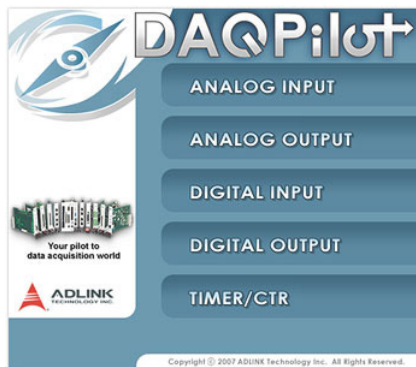 DAQPilot
ANALOG INPUT
ANALOG OUTPUT
DIGITAL INPUT
DIGITAL OUTPUT
TIMER/CTR
Your pilot to
data acquisition world
ADLINK
TECHNOLOGY INC.
Copyright © 2007 ADLINK Technology Inc. All Rights Reserved.